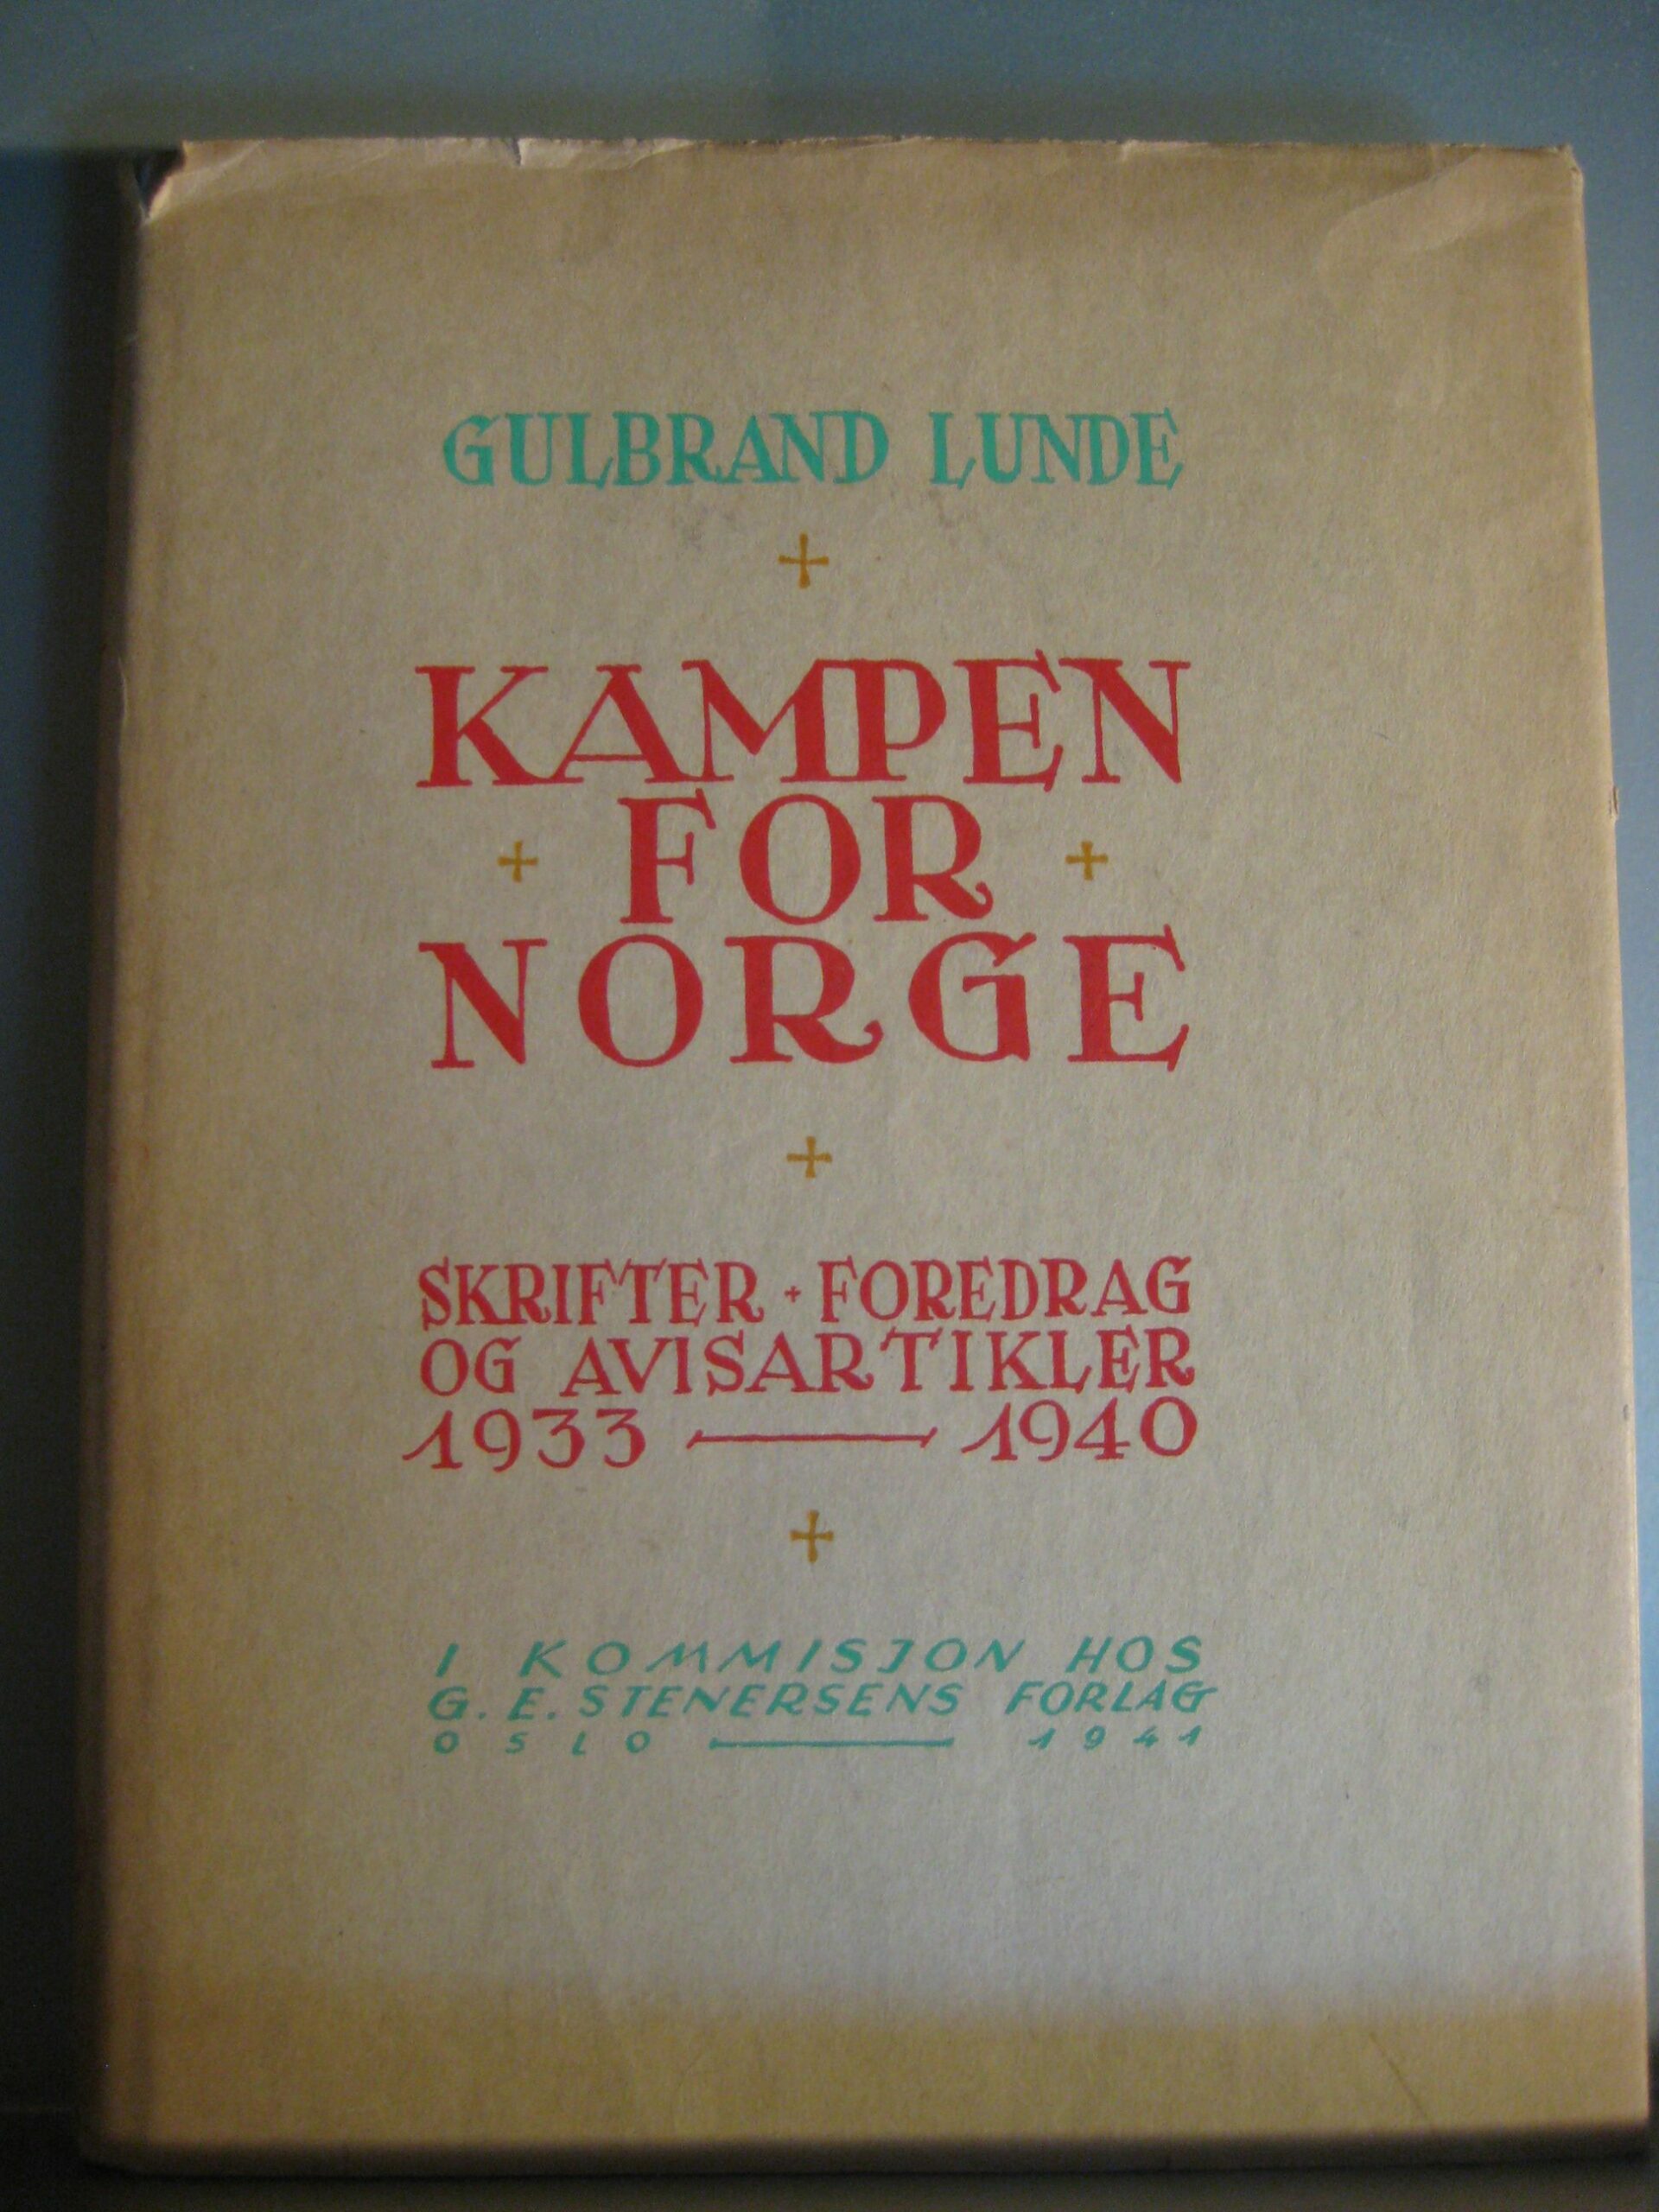 GULBRAND LUNDE
KAMPEN
FOR
NORGE
SKRIFTER + FOREDRAG
OG AVISARTIKLER
1933 — 1940
I KOMMISJON HOS
G. E. STENERSENS FORLAG
OSLO — 1941